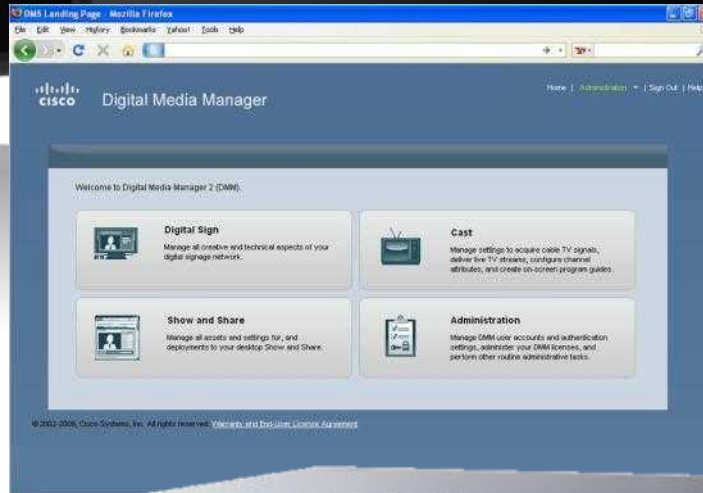 DMS Landing Page - Mozilla Firefox
File Edit View History Bookmarks Yahoo! Tools Help
CISCO
Digital Media Manager
Home | Administration | Sign Out | Help
Welcome to Digital Media Manager 2 (DMM).
Digital Sign
Manage all creative and technical aspects of your
digital signage network.
Cast
Manage settings to acquire cable TV signals,
deliver live TV streams, configure channel
attributes, and create on-screen program guides.
Show and Share
Manage all assets and settings for, and
deployments to your desktop Show and Share.
Administration
Manage DMM user accounts and authentication
settings, administer your DMM licenses, and
perform other routine administrative tasks.
© 2002-2009, Cisco Systems, Inc. All rights reserved. Warranty and End-User License Agreement